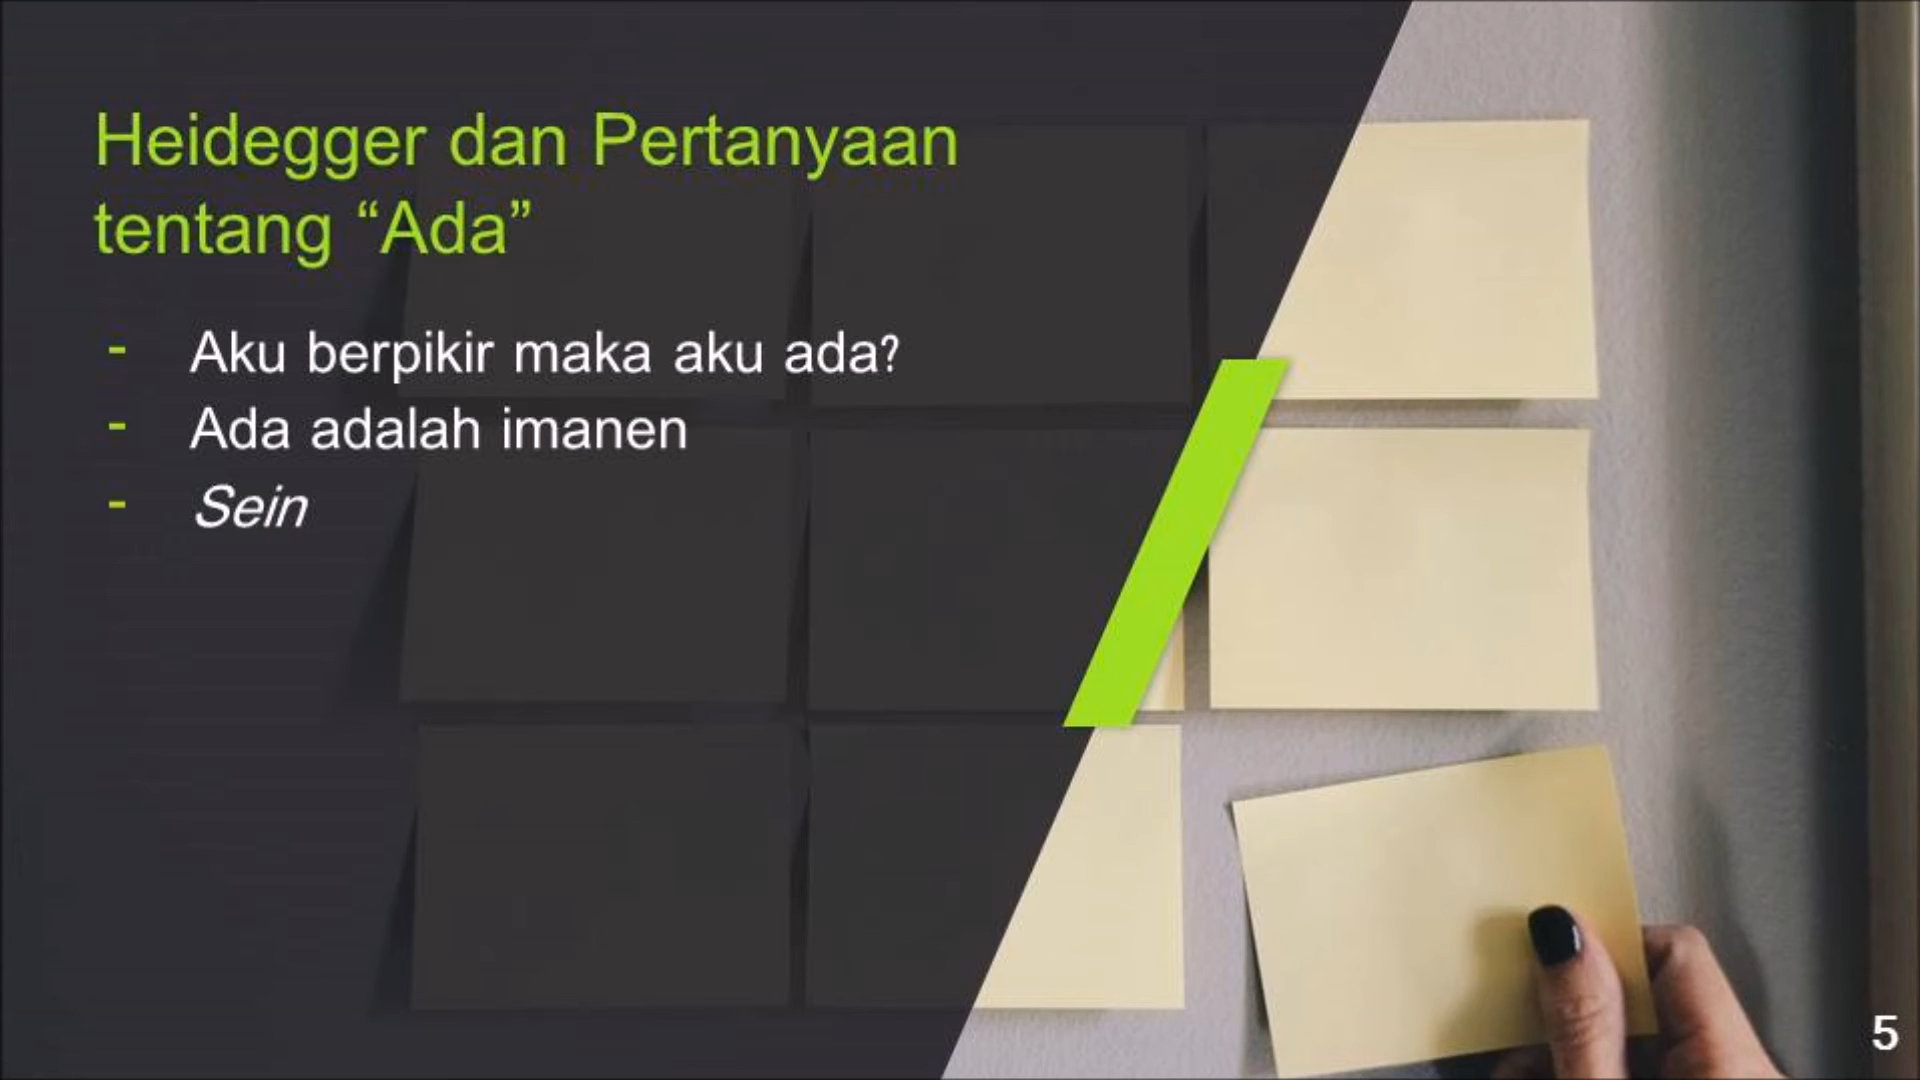 Heidegger dan Pertanyaan
tentang “Ada”
- Aku berpikir maka aku ada?
- Ada adalah imanen
- Sein
5